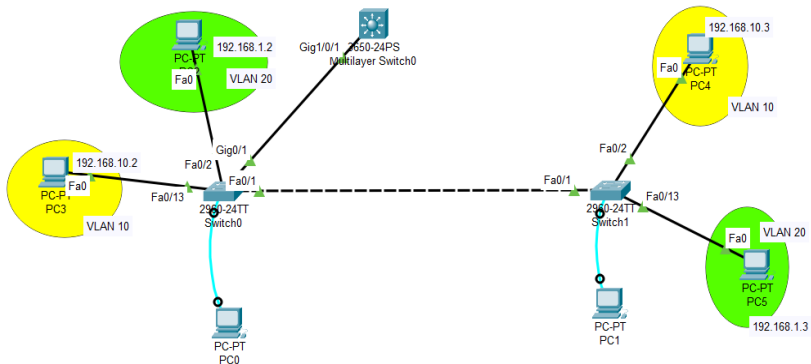 192.168.1.2
PC-PT
Fa0
VLAN 20
Gig1/0/1
3650-24PS
Multilayer Switch0
192.168.10.3
PC-PT
Fa0
PC4
VLAN 10
192.168.10.2
Fa0
PC3
VLAN 10
Fa0/13
Fa0/2
Gig0/1
Fa0/1
2960-24TT
Switch0
Fa0/1
Fa0/2
Fa0/13
2960-24TT
Switch1
VLAN 20
Fa0
PC-PT
PC5
192.168.1.3
PC-PT
PC0
PC-PT
PC1